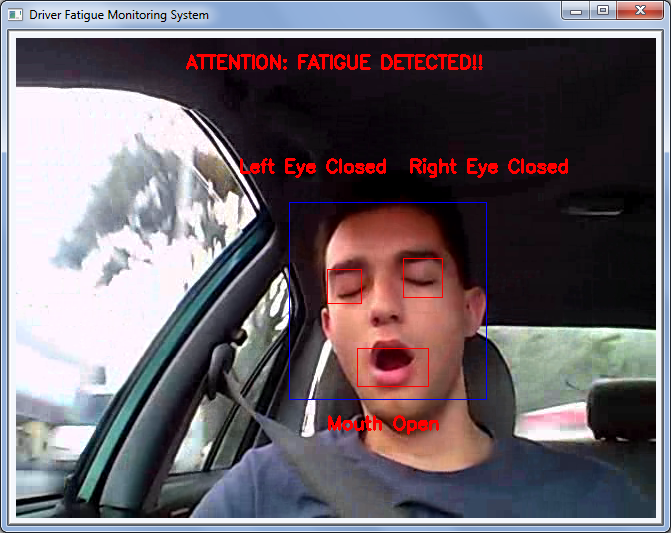 Driver Fatigue Monitoring System
ATTENTION: FATIGUE DETECTED!!
Left Eye Closed Right Eye Closed
Mouth Open